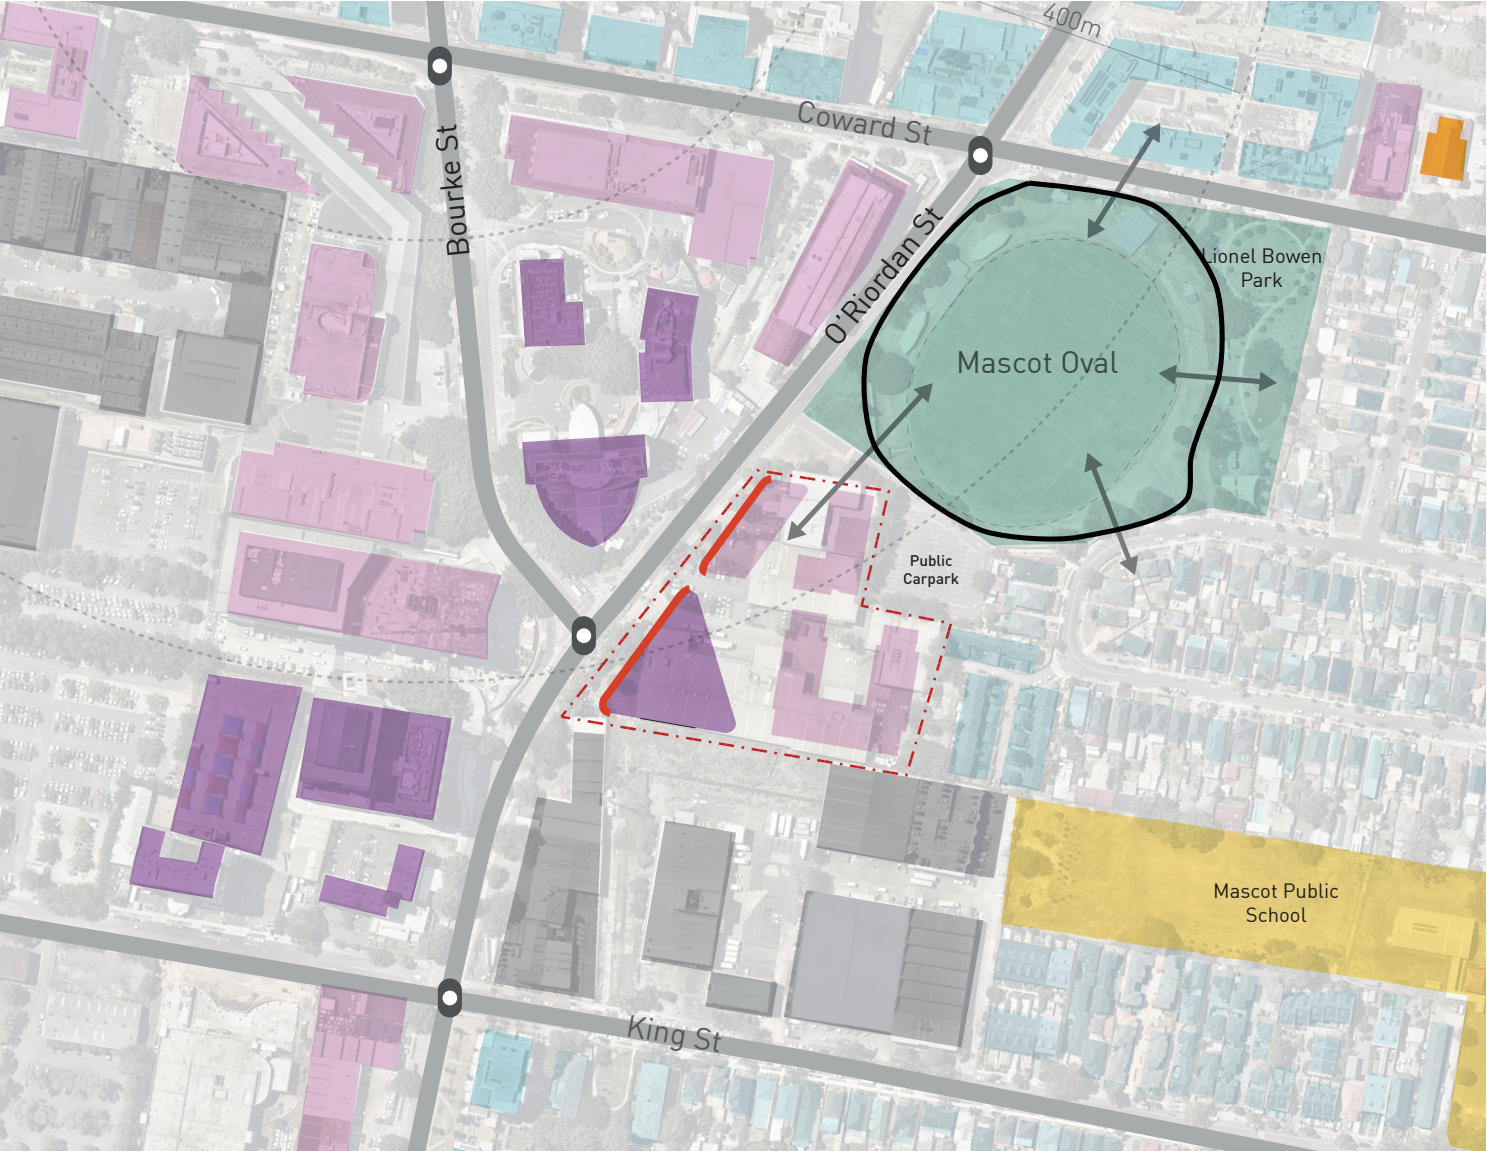 400m
Coward St
Bourke St
O'Riordan St
Lionel Bowen
Park
Mascot Oval
Public
Carpark
Mascot Public
School
King St